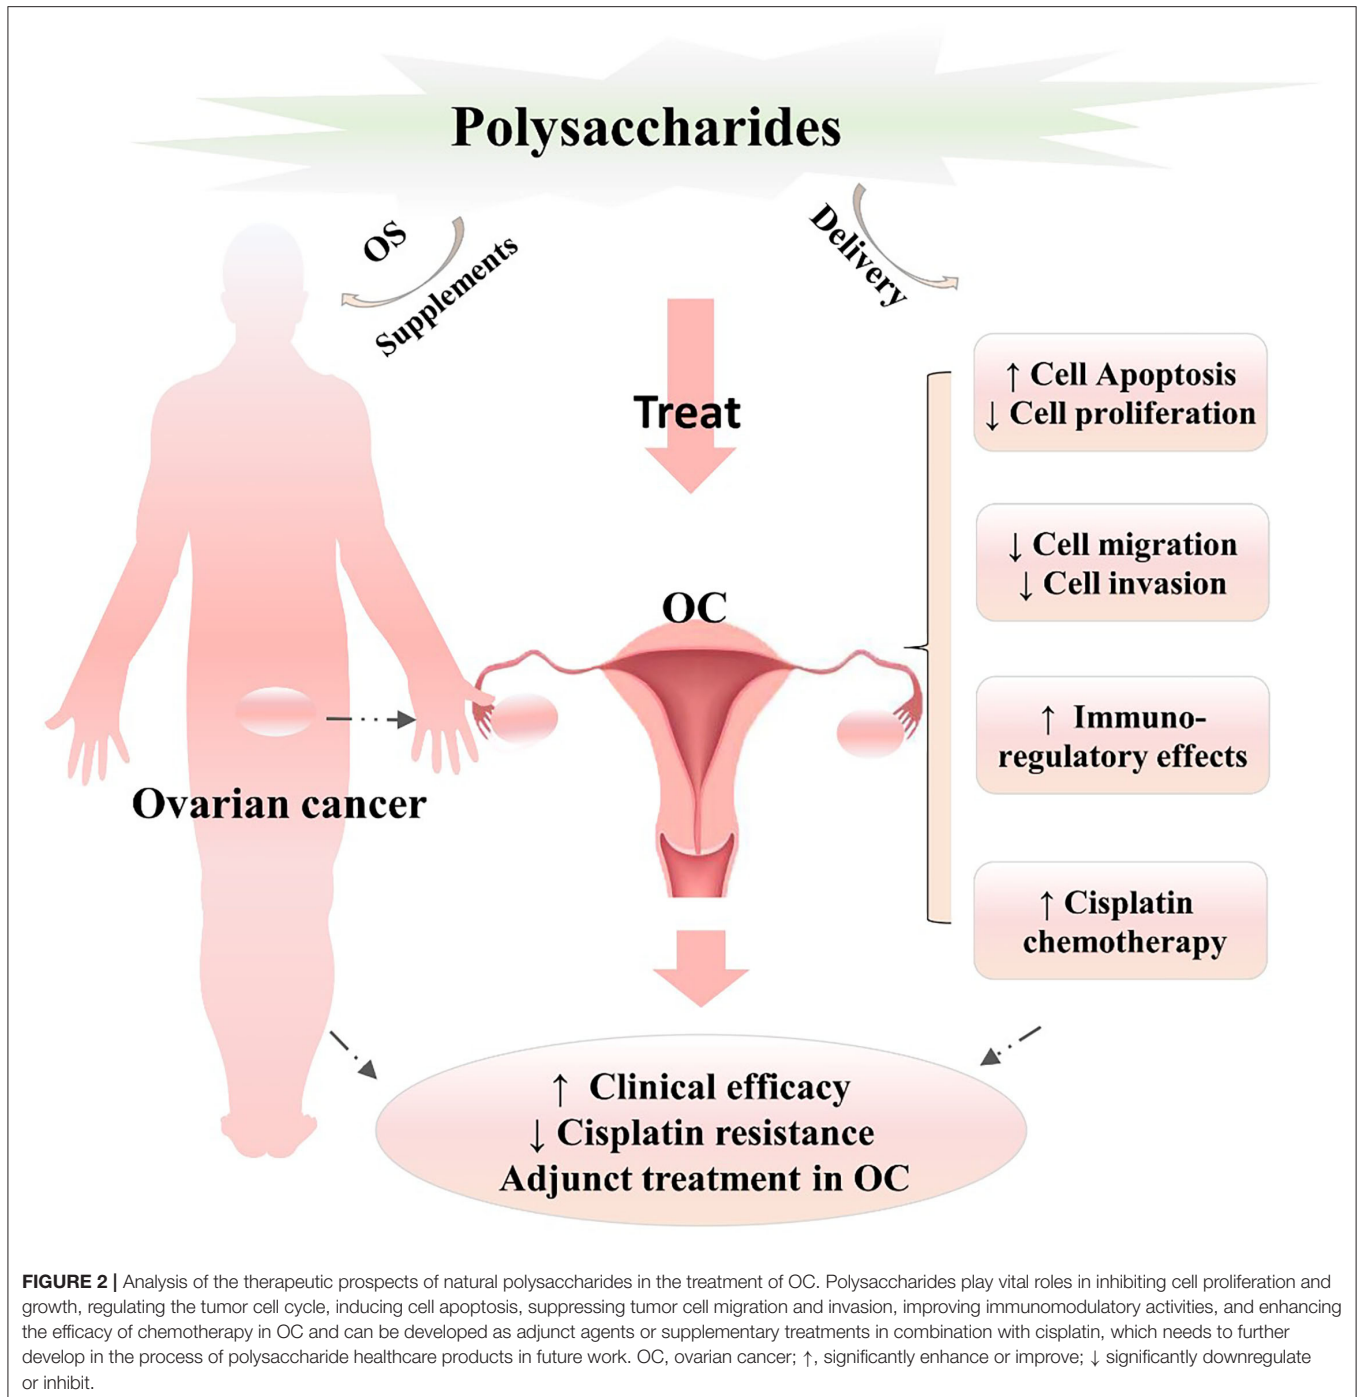 Polysaccharides
OS
Supplements
Delivery
Treat
↑ Cell Apoptosis
↓ Cell proliferation
↓ Cell migration
↓ Cell invasion
OC
↑ Immuno-
regulatory effects
Ovarian cancer
↑ Cisplatin
chemotherapy
↑ Clinical efficacy
↓ Cisplatin resistance
Adjunct treatment in OC
FIGURE 2 | Analysis of the therapeutic prospects of natural polysaccharides in the treatment of OC. Polysaccharides play vital roles in inhibiting cell proliferation and
growth, regulating the tumor cell cycle, inducing cell apoptosis, suppressing tumor cell migration and invasion, improving immunomodulatory activities, and enhancing
the efficacy of chemotherapy in OC and can be developed as adjunct agents or supplementary treatments in combination with cisplatin, which needs to further
develop in the process of polysaccharide healthcare products in future work. OC, ovarian cancer; ↑, significantly enhance or improve; ↓ significantly downregulate
or inhibit.